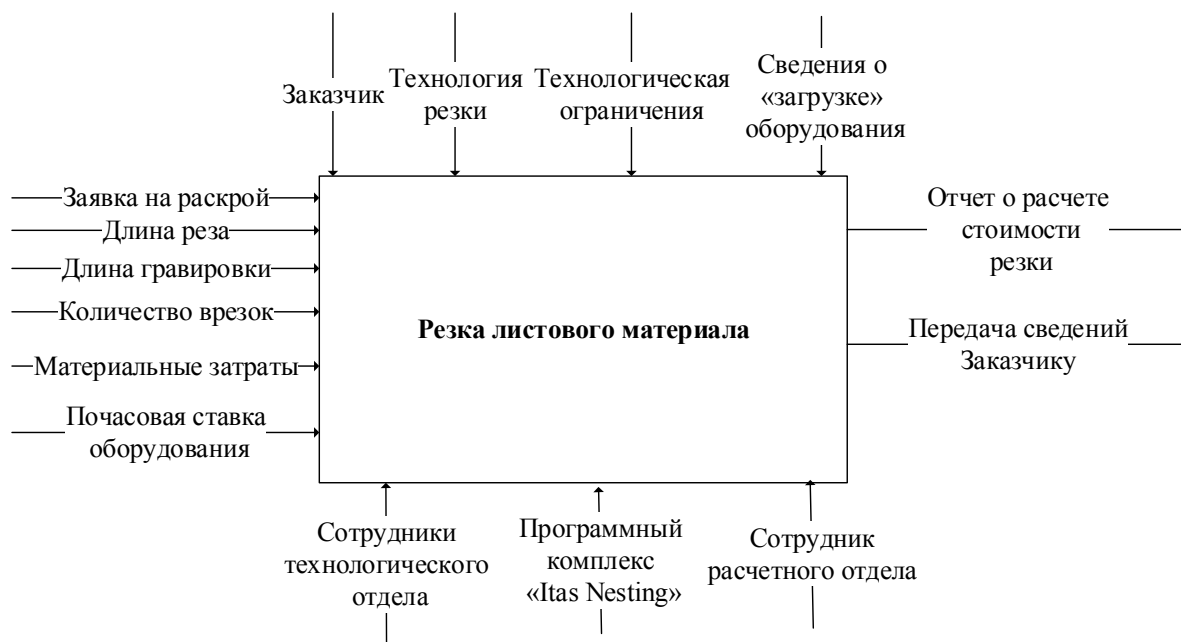 Заказчик
Технология
резки
Технологическая
ограничения
Сведения о
«загрузке»
оборудования
Заявка на раскрой
Длина реза
Длина гравировки
Количество врезок
Материальные затраты
Почасовая ставка
оборудования
Резка листового материала
Отчет о расчете
стоимости
резки
Передача сведений
Заказчику
Сотрудники
технологического
отдела
Программный
комплекс
«Itas Nesting»
Сотрудник
расчетного отдела